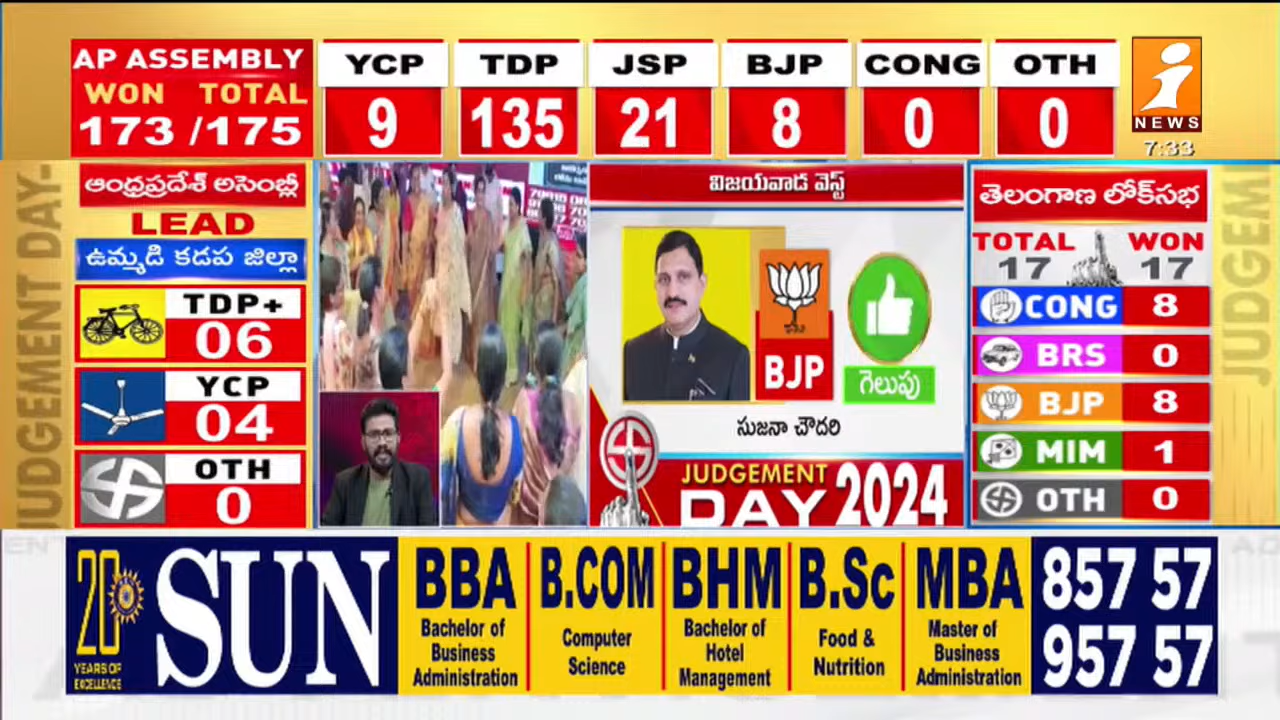 AP ASSEMBLY
WON TOTAL
173 /175
YCP TDP JSP BJP CONG OTH
9 135 21 8 0 0
i
NEWS
7:33
JUDGEMENT DAY-
ఆంధ్రప్రదేశ్ అసెంబ్లీ
LEAD
ఉమ్మడి కడప జిల్లా
TDP+
06
YCP
04
OTH
0
విజయవాడ వెస్ట్
BJP
గెలుపు
సుజనా చౌదరి
JUDGEMENT
DAY 2024
తెలంగాణ లోక్‌సభ
TOTAL WON
17 17
CONG 8
BRS 0
BJP 8
MIM 1
OTH 0
JUDGEM
20
YEARS OF
EXCELLENCE
SUN
BBA
Bachelor of
Business
Administration
B.COM
Computer
Science
BHM
Bachelor of
Hotel
Management
B.Sc
Food &
Nutrition
MBA
Master of
Business
Administration
857 57
957 57